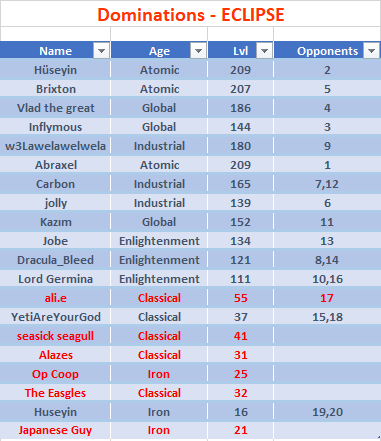 Dominations - ECLIPSE
Name Age Lvl Opponents
Hüseyin Atomic 209 2
Brixton Atomic 207 5
Vlad the great Global 186 4
Inflymous Global 144 3
w3Lawelawelwela Industrial 180 9
Abraxel Atomic 209 1
Carbon Industrial 165 7,12
jolly Industrial 139 6
Kazım Global 152 11
Jobe Enlightenment 134 13
Dracula_Bleed Enlightenment 121 8,14
Lord Germina Enlightenment 111 10,16
ali.e Classical 55 17
YetiAreYourGod Classical 37 15,18
seasick seagull Classical 41
Alazes Classical 31
Op Coop Iron 25
The Easgles Classical 32
Huseyin Iron 16 19,20
Japanese Guy Iron 21